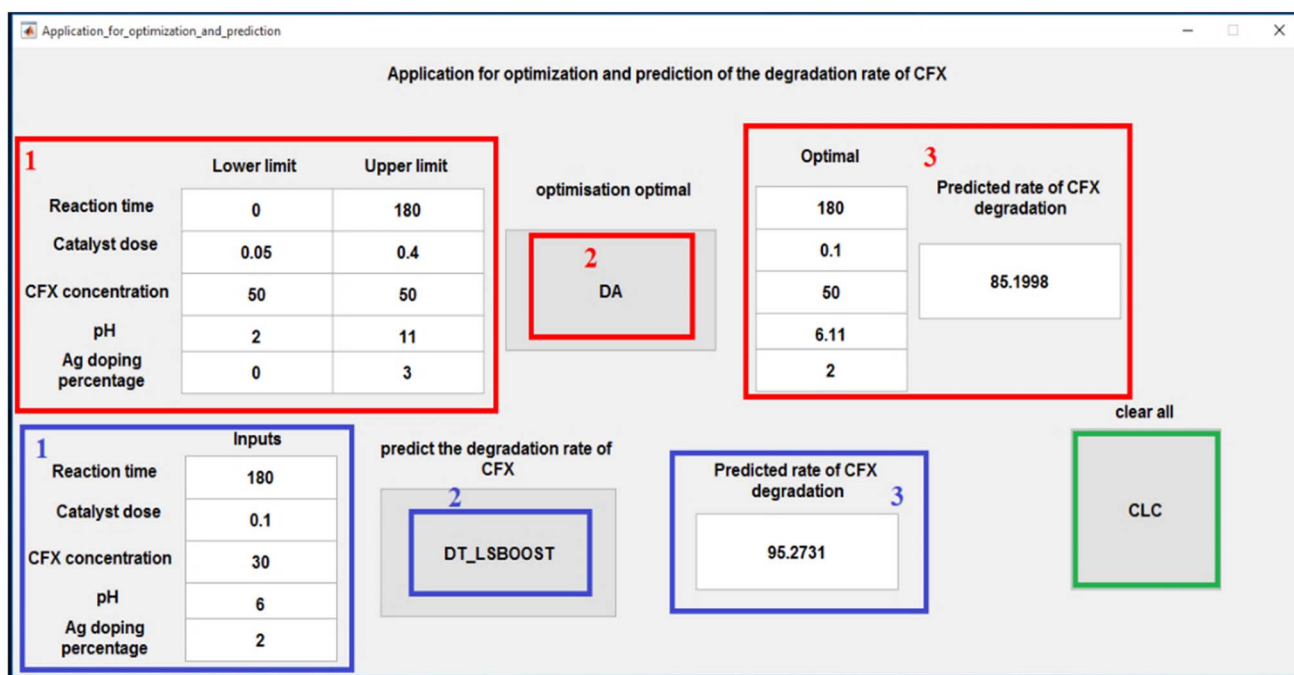 Application_for_optimization_and_prediction
Application for optimization and prediction of the degradation rate of CFX
1
Lower limit Upper limit
Reaction time 0 180
Catalyst dose 0.05 0.4
CFX concentration 50 50
pH 2 11
Ag doping
percentage 0 3
optimisation optimal
2
DA
3
Optimal
180
0.1
50
6.11
2
Predicted rate of CFX
degradation
85.1998
1
Inputs
Reaction time 180
Catalyst dose 0.1
CFX concentration 30
pH 6
Ag doping
percentage 2
predict the degradation rate of
CFX
2
DT_LSBOOST
Predicted rate of CFX
degradation
3
95.2731
clear all
CLC